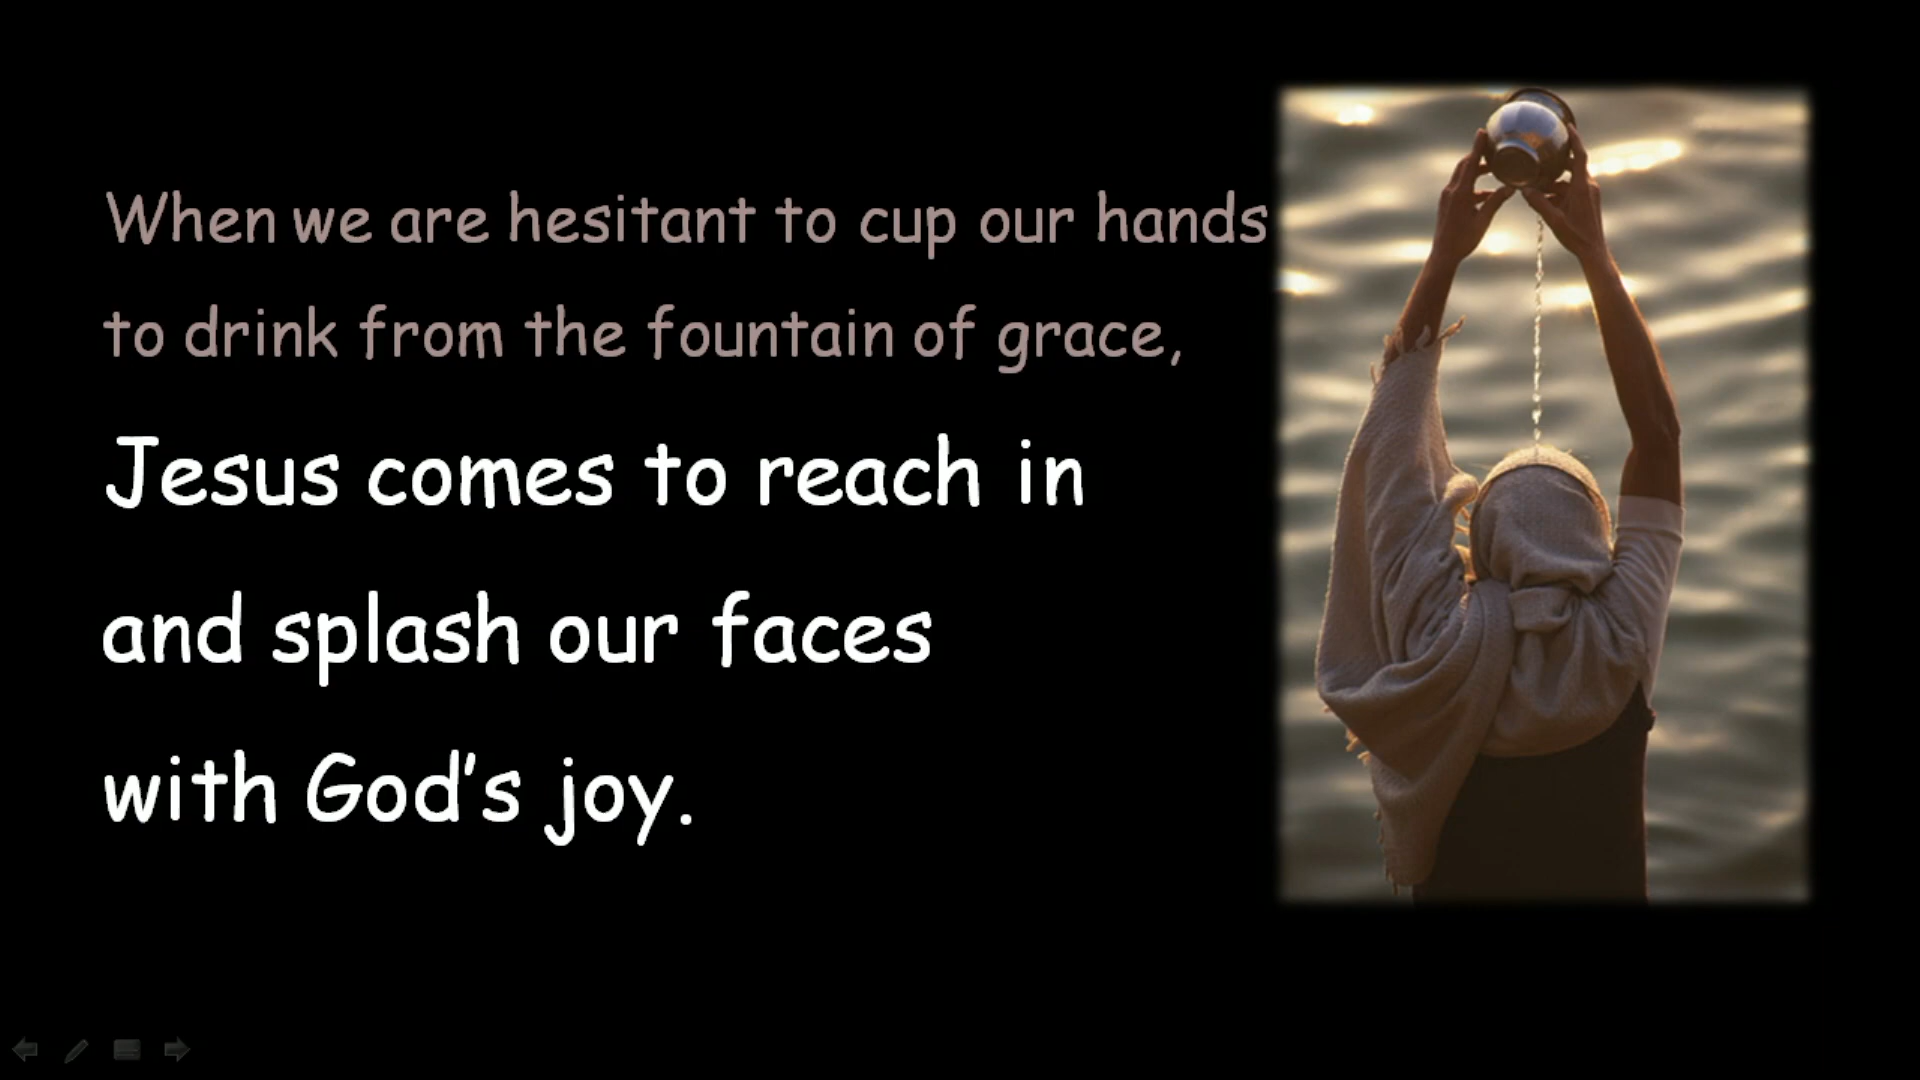 When we are hesitant to cup our hands
to drink from the fountain of grace,
Jesus comes to reach in
and splash our faces
with God's joy.